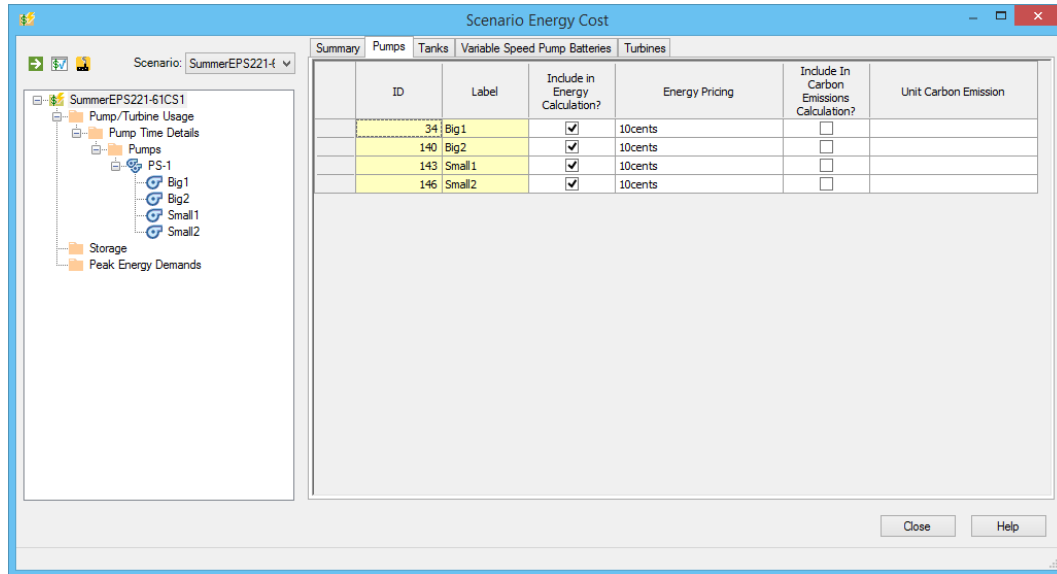 Scenario Energy Cost
Scenario: SummerEPS221-6
SummerEPS221-61CS1
Pump/Turbine Usage
Pump Time Details
Pumps
PS-1
Big1
Big2
Small1
Small2
Storage
Peak Energy Demands
Summary Pumps Tanks Variable Speed Pump Batteries Turbines
ID Label Include in Energy Calculation? Energy Pricing Include In Carbon Emissions Calculation? Unit Carbon Emission
34 Big1 10cents
140 Big2 10cents
143 Small1 10cents
146 Small2 10cents
Close Help